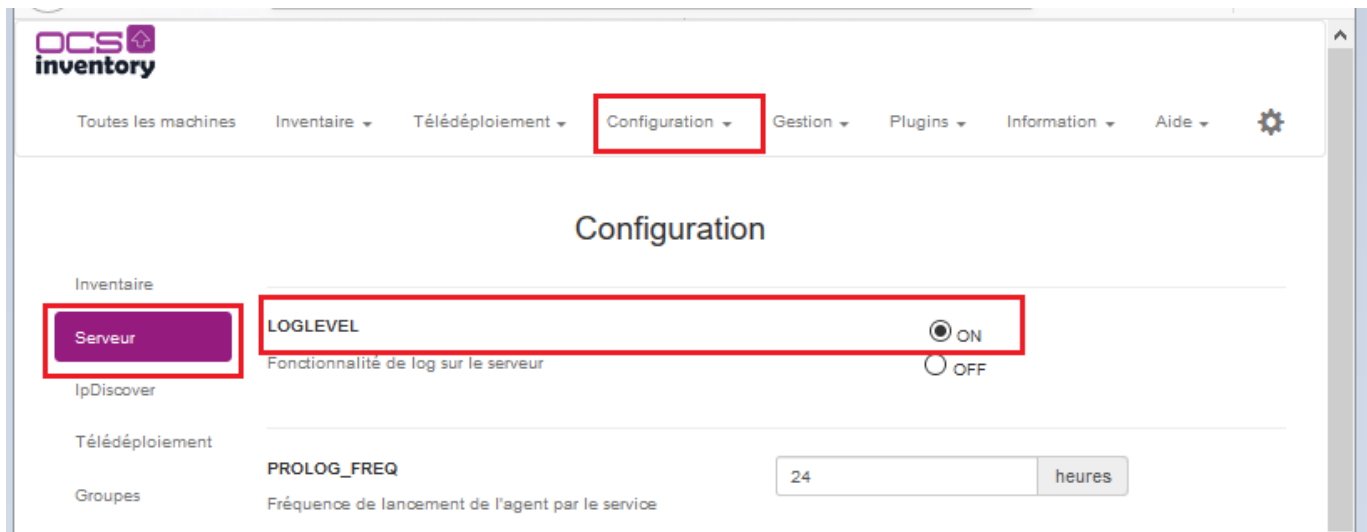 OCS
inventory
Toutes les machines Inventaire Télédéploiement Configuration Gestion Plugins Information Aide
Configuration
Inventaire
Serveur
IpDiscover
Télédéploiement
Groupes
LOGLEVEL
ON
Fonctionnalité de log sur le serveur
OFF
PROLOG_FREQ
24 heures
Fréquence de lancement de l'agent par le service